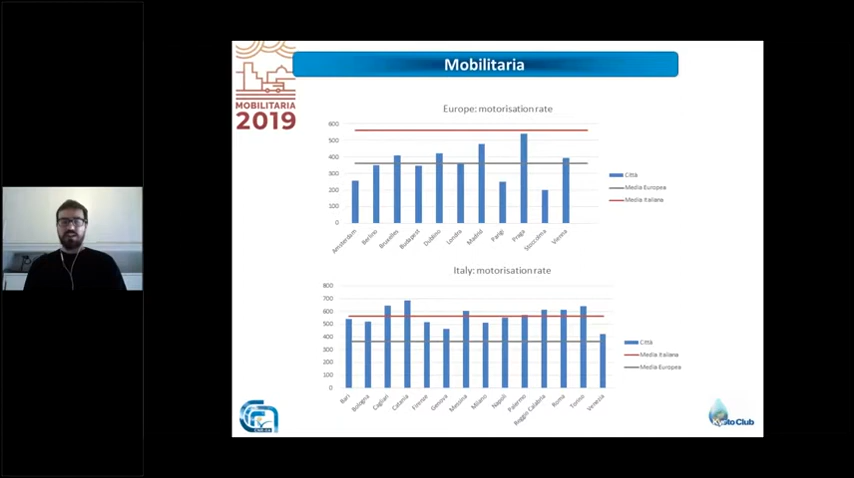 Mobilitaria
MOBILITARIA
2019
Europe: motorisation rate
600
500
400
300
200
100
0
Amsterdam
Berlino
Bruxelles
Budapest
Dublino
Londra
Madrid
Parigi
Praga
Stoccolma
Vienna
Città
Media Europea
Media Italiana
Italy: motorisation rate
800
700
600
500
400
300
200
100
0
Bari
Bologna
Cagliari
Catania
Firenze
Genova
Messina
Milano
Napoli
Palermo
Reggio Calabria
Roma
Torino
Venezia
Città
Media Italiana
Media Europea
Kyoto Club